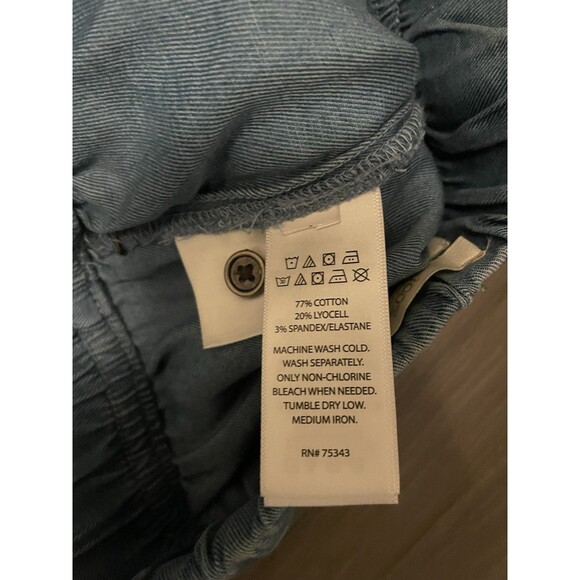 77% COTTON
20% LYOCELL
3% SPANDEX/ELASTANE
MACHINE WASH COLD.
WASH SEPARATELY.
ONLY NON-CHLORINE
BLEACH WHEN NEEDED.
TUMBLE DRY LOW.
MEDIUM IRON.
RN# 75343